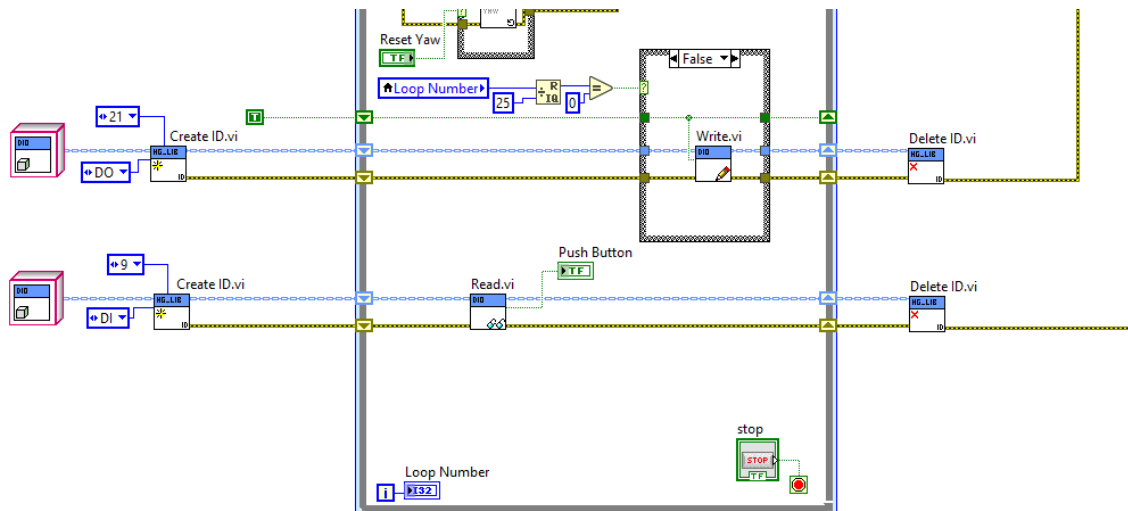 Reset Yaw
TF
Loop Number
25
R
IQ
0
=
?
False
?
T
21
Create ID.vi
DIO
DO
HG_LIB
ID
Write.vi
DIO
Delete ID.vi
HG_LIB
ID
Push Button
TF
9
Create ID.vi
DIO
DI
HG_LIB
ID
Read.vi
DIO
Delete ID.vi
HG_LIB
ID
stop
STOP
TF
Loop Number
i
I32